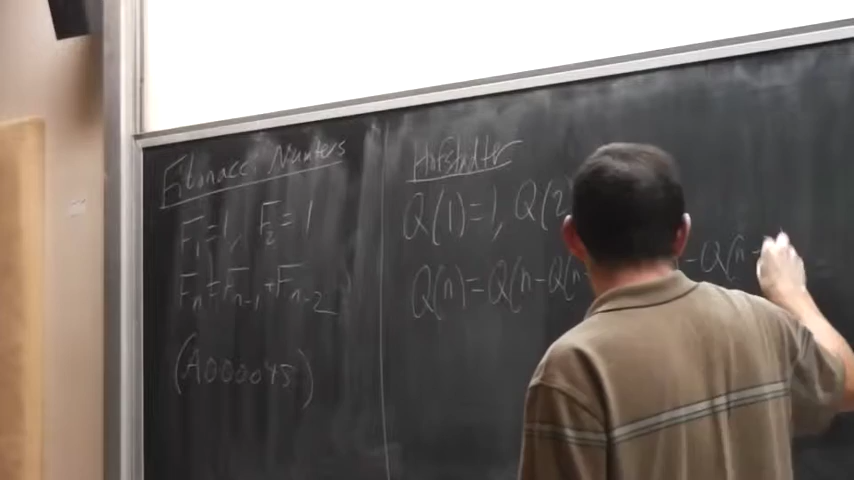 Fibonacci Numbers
F₁=1, F₂=1
Fₙ=Fₙ₋₁+Fₙ₋₂
(A000045)
Hofstadter
Q(1)=1, Q(2
Q(n)=Q(n-Q(n- -Q(n-